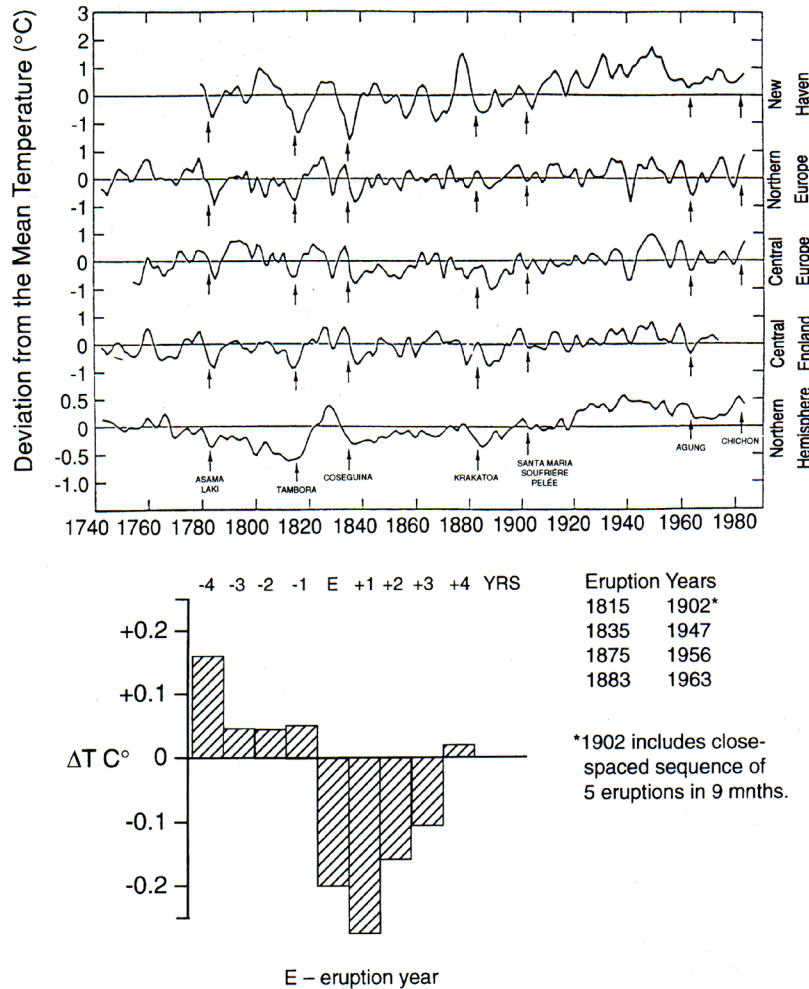 Deviation from the Mean Temperature (°C)
3
2
1
0
-1
New
Haven
1
0
-1
Northern
Europe
1
0
-1
Central
Europe
1
0
-1
Central
England
0.5
0
-0.5
-1.0
Northern
Hemisphere
ASAMA
LAKI
TAMBORA
COSEGUINA
KRAKATOA
SANTA MARIA
SOUFRIÉRE
PELÉE
AGUNG
CHICHON
1740 1760 1780 1800 1820 1840 1860 1880 1900 1920 1940 1960 1980
-4 -3 -2 -1 E +1 +2 +3 +4 YRS
+0.2
+0.1
ΔT C°
0
-0.1
-0.2
E – eruption year
Eruption Years
1815 1902*
1835 1947
1875 1956
1883 1963
*1902 includes close-
spaced sequence of
5 eruptions in 9 mnths.